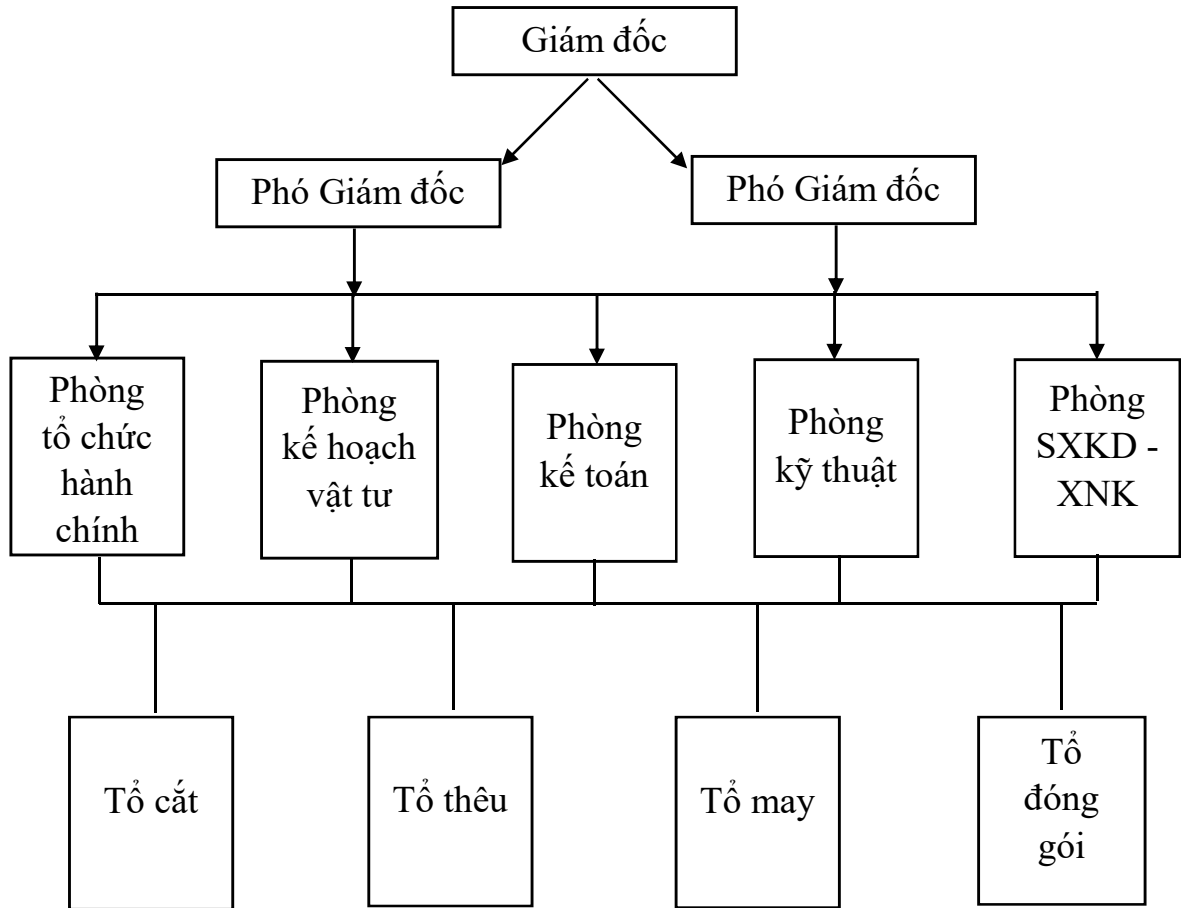 Giám đốc
Phó Giám đốc
Phó Giám đốc
Phòng
tổ chức
hành
chính
Phòng
kế hoạch
vật tư
Phòng
kế toán
Phòng
kỹ thuật
Phòng
SXKD -
XNK
Tổ cắt
Tổ thêu
Tổ may
Tổ
đóng
gói